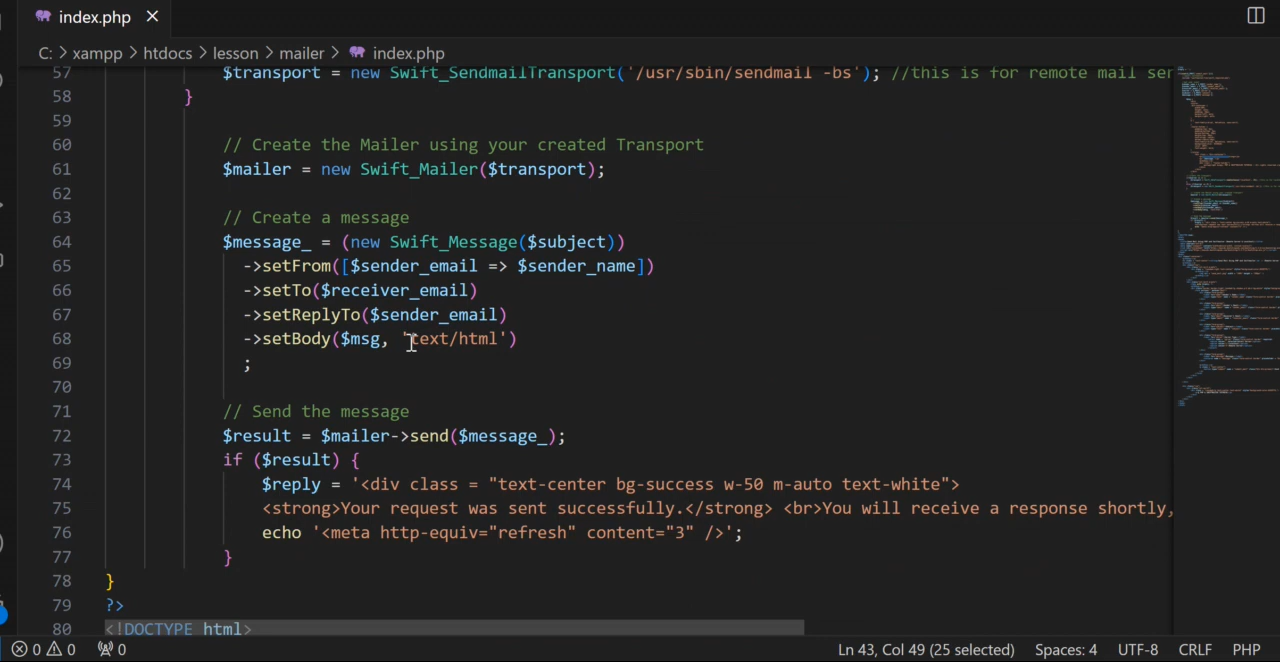 index.php
C: > xampp > htdocs > lesson > mailer > index.php
57 $transport = new Swift_SendmailTransport('/usr/sbin/sendmail -bs'); //this is for remote mail ser
58 }
59
60 // Create the Mailer using your created Transport
61 $mailer = new Swift_Mailer($transport);
62
63 // Create a message
64 $message_ = (new Swift_Message($subject))
65 ->setFrom([$sender_email => $sender_name])
66 ->setTo($receiver_email)
67 ->setReplyTo($sender_email)
68 ->setBody($msg, 'text/html')
69 ;
70
71 // Send the message
72 $result = $mailer->send($message_);
73 if ($result) {
74 $reply = '<div class = "text-center bg-success w-50 m-auto text-white">
75 <strong>Your request was sent successfully.</strong> <br>You will receive a response shortly,
76 echo '<meta http-equiv="refresh" content="3" />';
77 }
78 }
79 ?>
80 <!DOCTYPE html>
0 0 0 Ln 43, Col 49 (25 selected) Spaces: 4 UTF-8 CRLF PHP